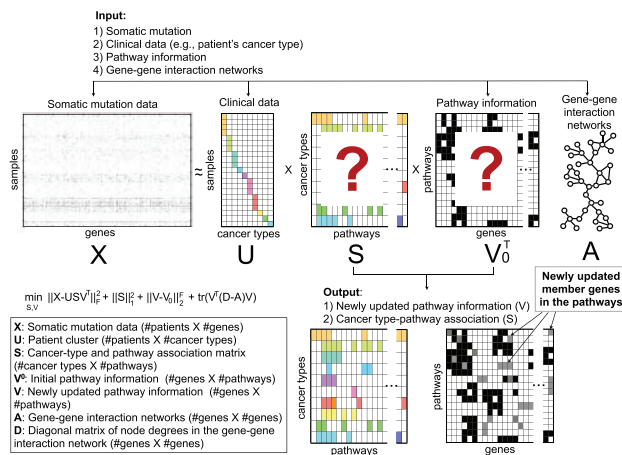 Input:
1) Somatic mutation
2) Clinical data (e.g., patient's cancer type)
3) Pathway information
4) Gene-gene interaction networks
Somatic mutation data
Clinical data
Pathway information
Gene-gene
interaction
networks
samples
≈
samples
X
cancer types
?
...
X
pathways
?
...
genes
cancer types
pathways
genes
X
U
S
V₀ᵀ
A
min ||X-USVᵀ||²_F + ||S||²_1 + ||V-V₀||^F_2 + tr(Vᵀ(D-A)V)
S,V
Output:
1) Newly updated pathway information (V)
2) Cancer type-pathway association (S)
Newly updated
member genes
in the pathways
X: Somatic mutation data (#patients X #genes)
U: Patient cluster (#patients X #cancer types)
S: Cancer-type and pathway association matrix
(#cancer types X #pathways)
V⁰: Initial pathway information (#genes X #pathways)
V: Newly updated pathway information (#genes X
#pathways)
A: Gene-gene interaction networks (#genes X #genes)
D: Diagonal matrix of node degrees in the gene-gene
interaction network (#genes X #genes)
cancer types
...
pathways
pathways
...
genes